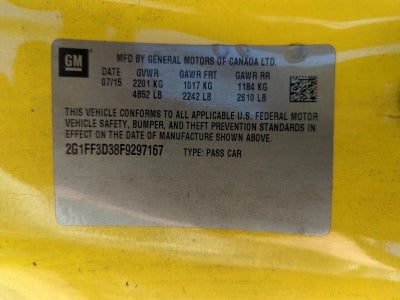 GM
MFD BY GENERAL MOTORS OF CANADA LTD.
DATE GVWR GAWR FRT GAWR RR
07/15 2201 KG 1017 KG 1184 KG
4852 LB 2242 LB 2610 LB
THIS VEHICLE CONFORMS TO ALL APPLICABLE U.S. FEDERAL MOTOR
VEHICLE SAFETY, BUMPER, AND THEFT PREVENTION STANDARDS IN
EFFECT ON THE DATE OF MANUFACTURE SHOWN ABOVE.
2G1FF3D38F9297167 TYPE: PASS CAR